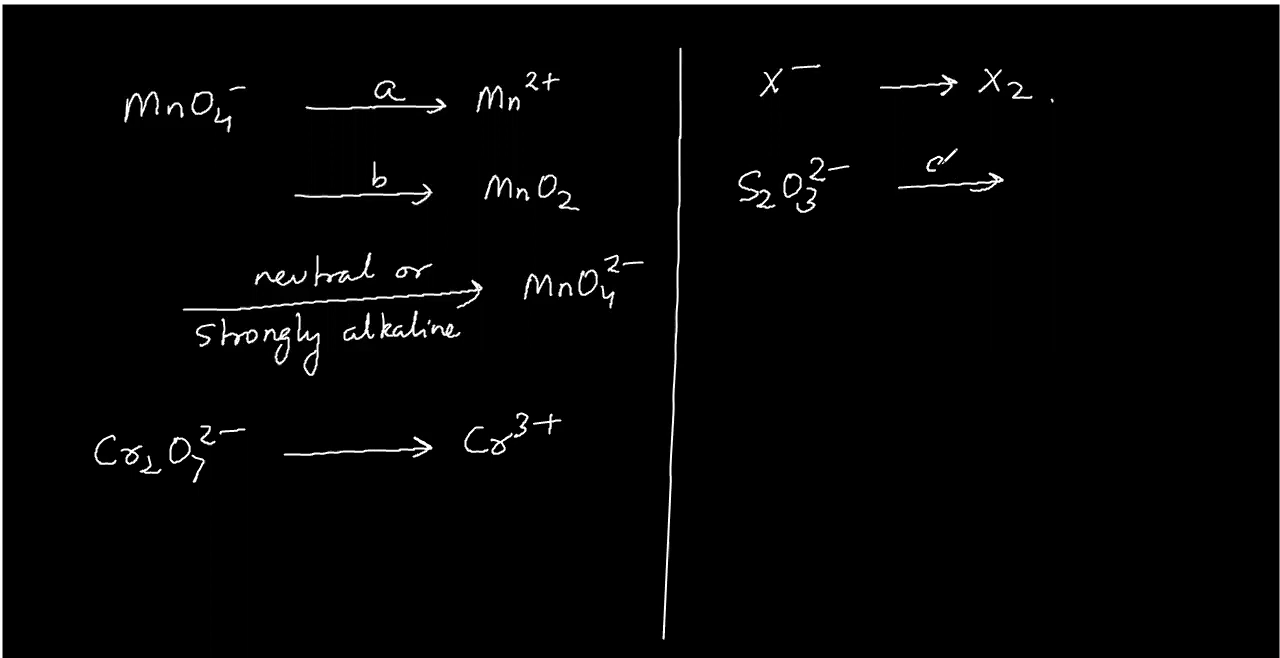 MnO₄⁻ —a→ Mn²⁺
—b→ MnO₂
neutral or
→ MnO₄²⁻
strongly alkaline
Cr₂O₇²⁻ → Cr³⁺
X⁻ → X₂.
S₂O₃²⁻ →